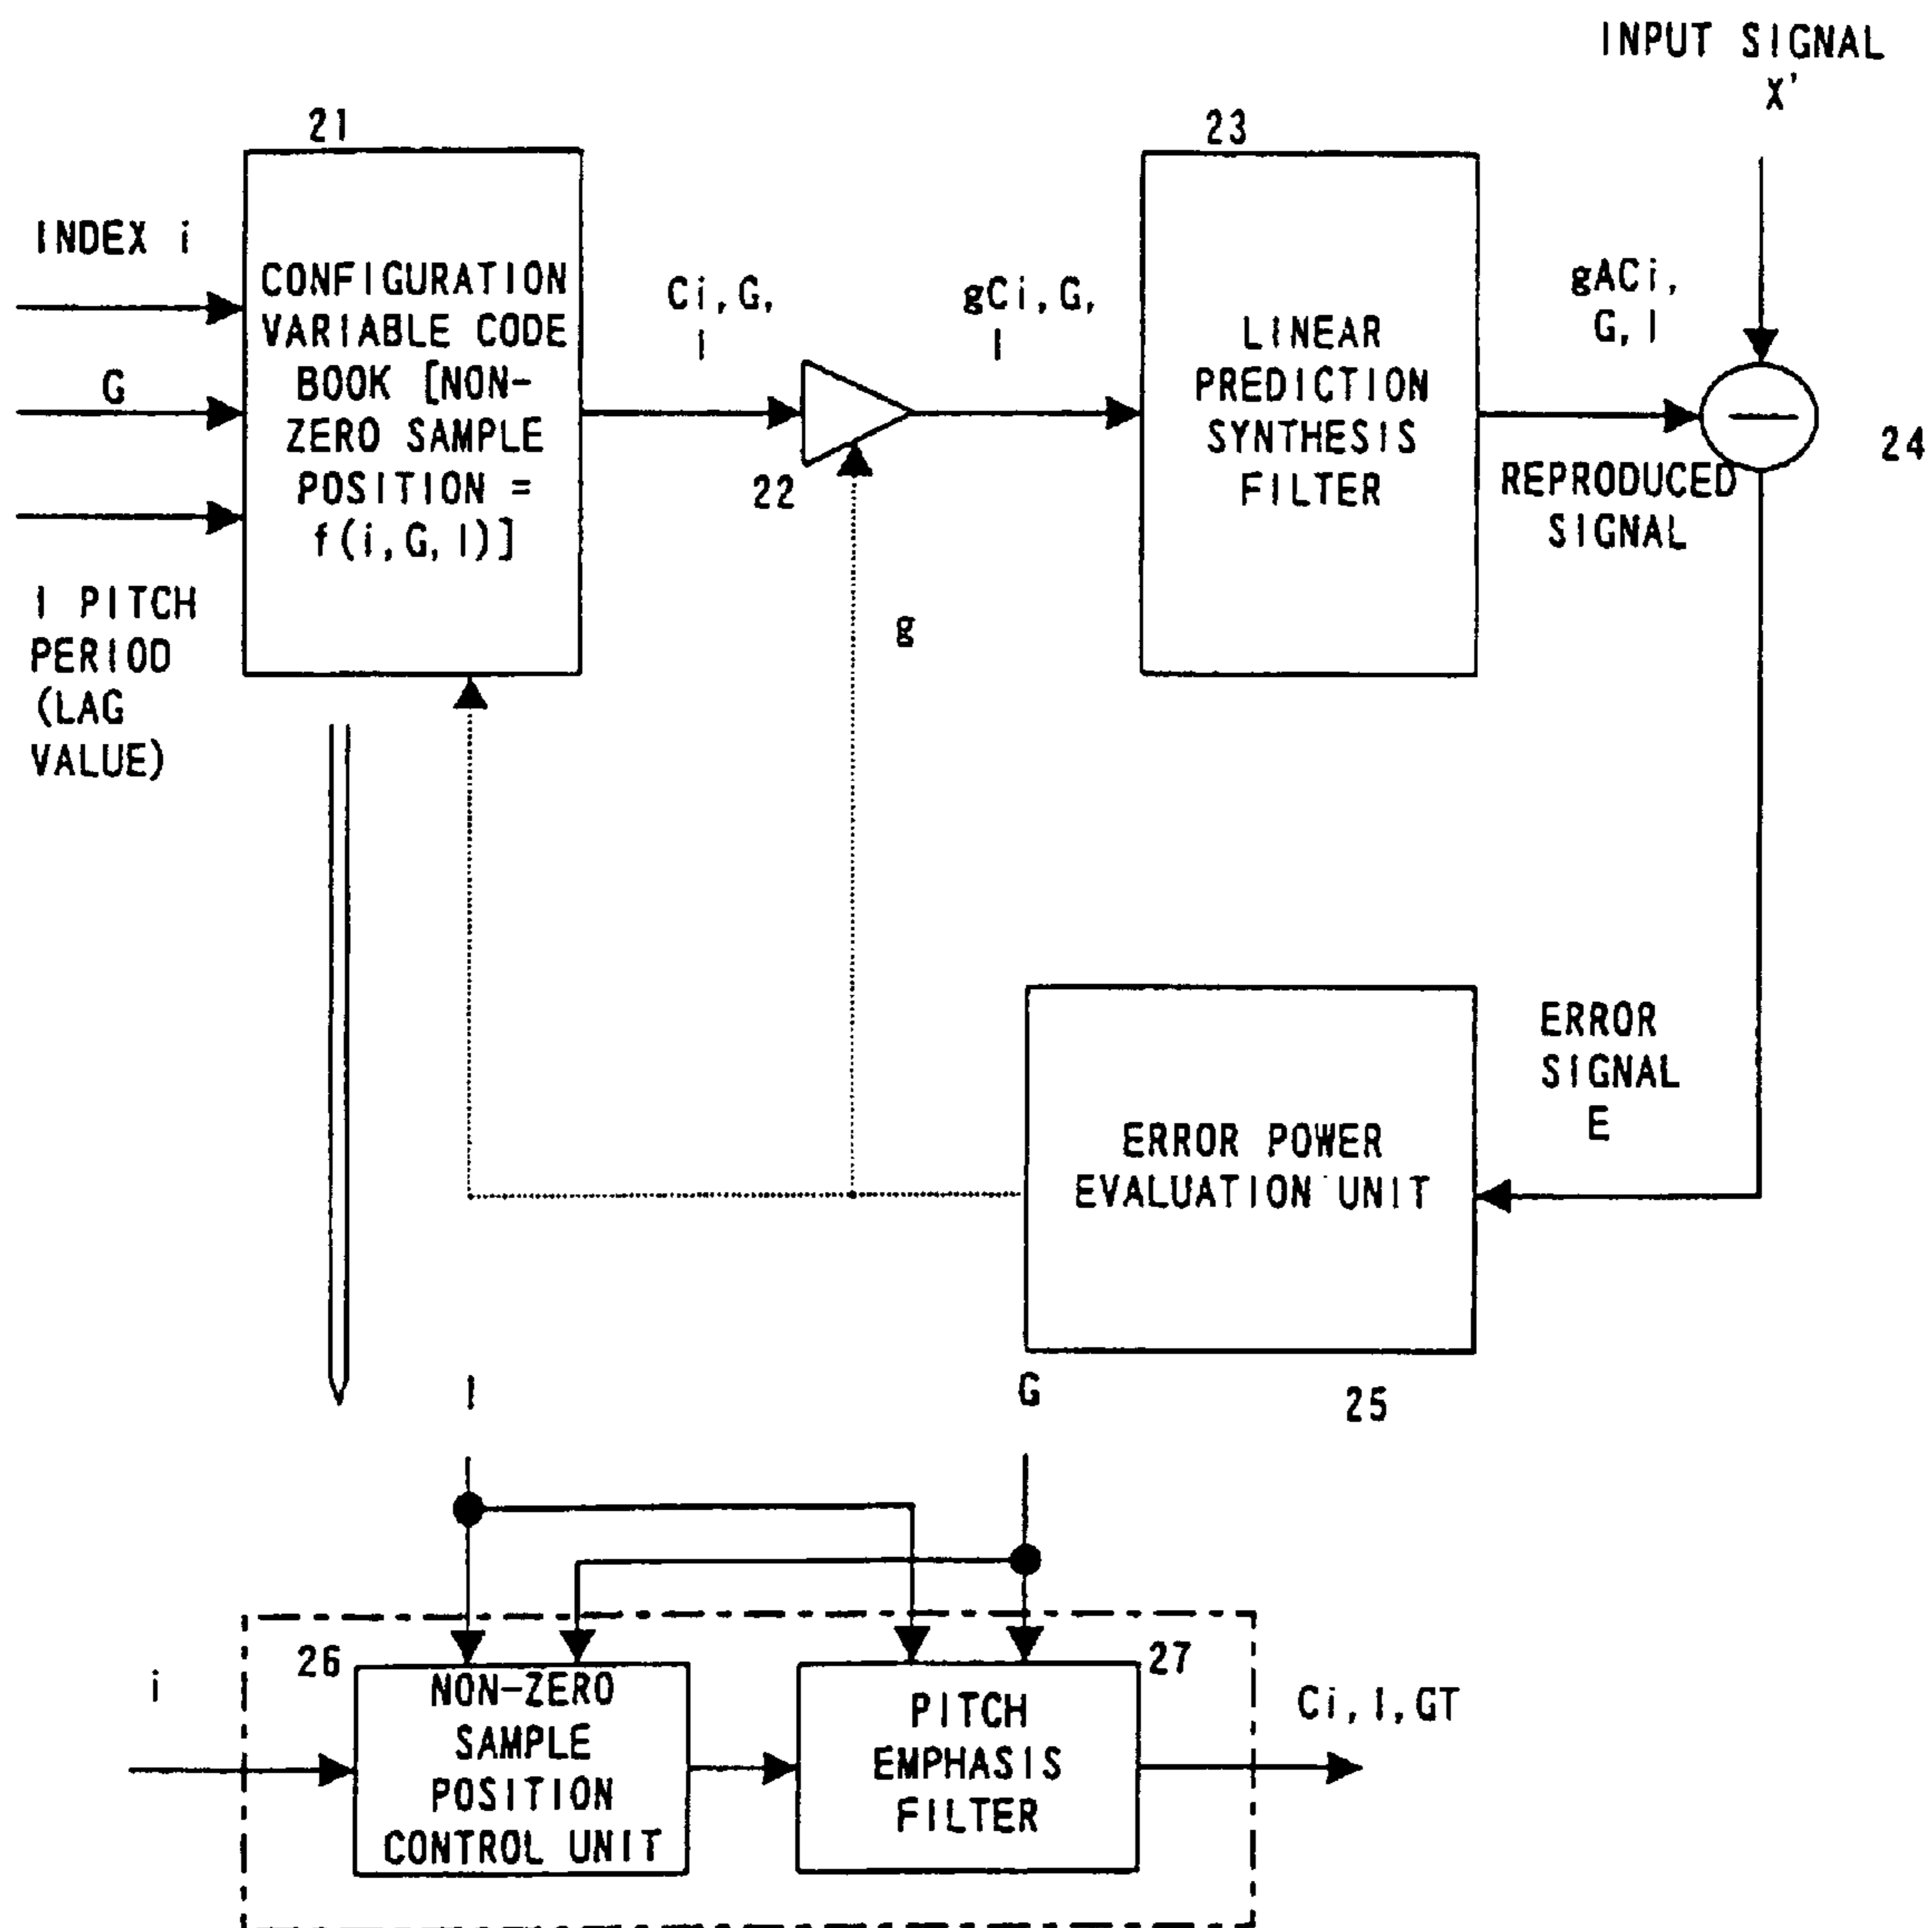 INPUT SIGNAL
X'
21
23
INDEX i
G
I PITCH
PERIOD
(LAG
VALUE)
CONFIGURATION
VARIABLE CODE
BOOK [NON-
ZERO SAMPLE
POSITION =
f(i,G,I)]
Ci,G,
I
22
gCi,G,
I
g
LINEAR
PREDICTION
SYNTHESIS
FILTER
gACi,
G,I
REPRODUCED
SIGNAL
24
ERROR POWER
EVALUATION UNIT
ERROR
SIGNAL
E
25
I
G
i
26
NON-ZERO
SAMPLE
POSITION
CONTROL UNIT
PITCH
EMPHASIS
FILTER
27
Ci,I,GT